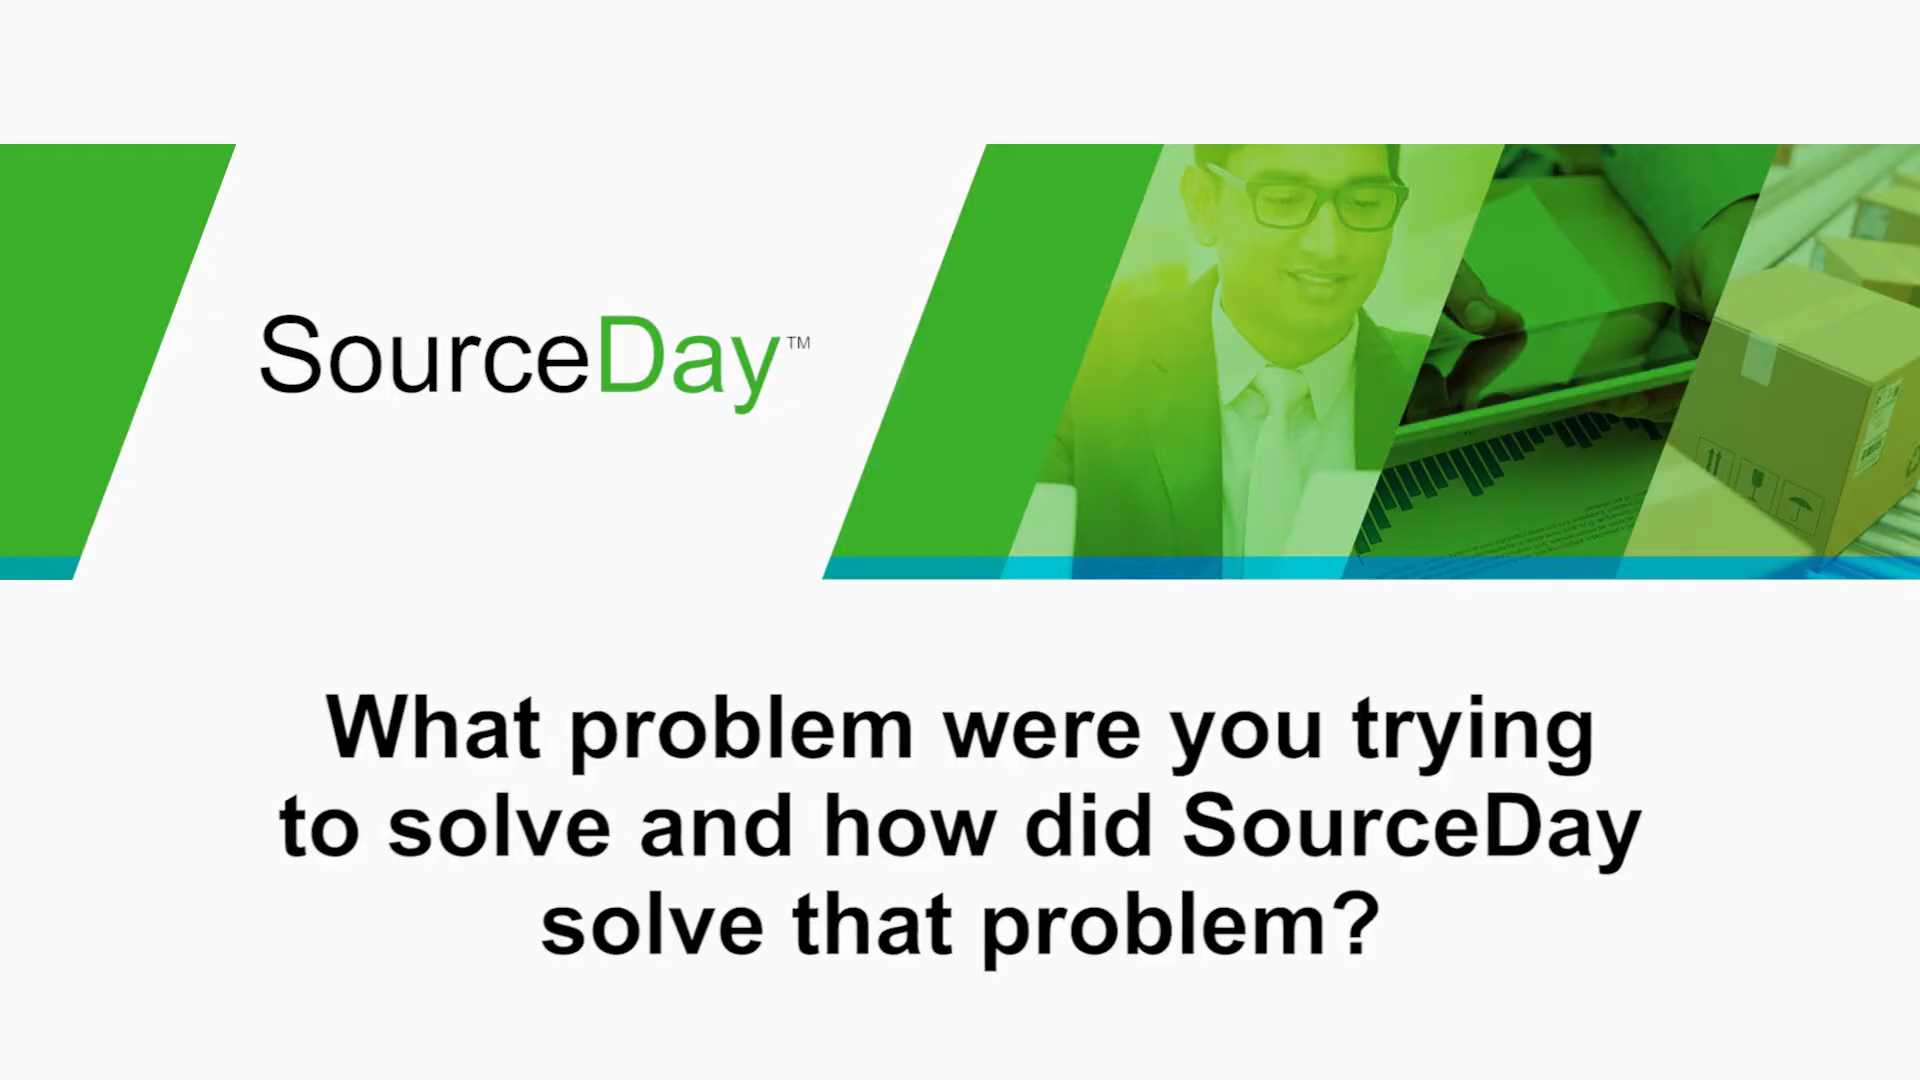 SourceDay™
What problem were you trying
to solve and how did SourceDay
solve that problem?